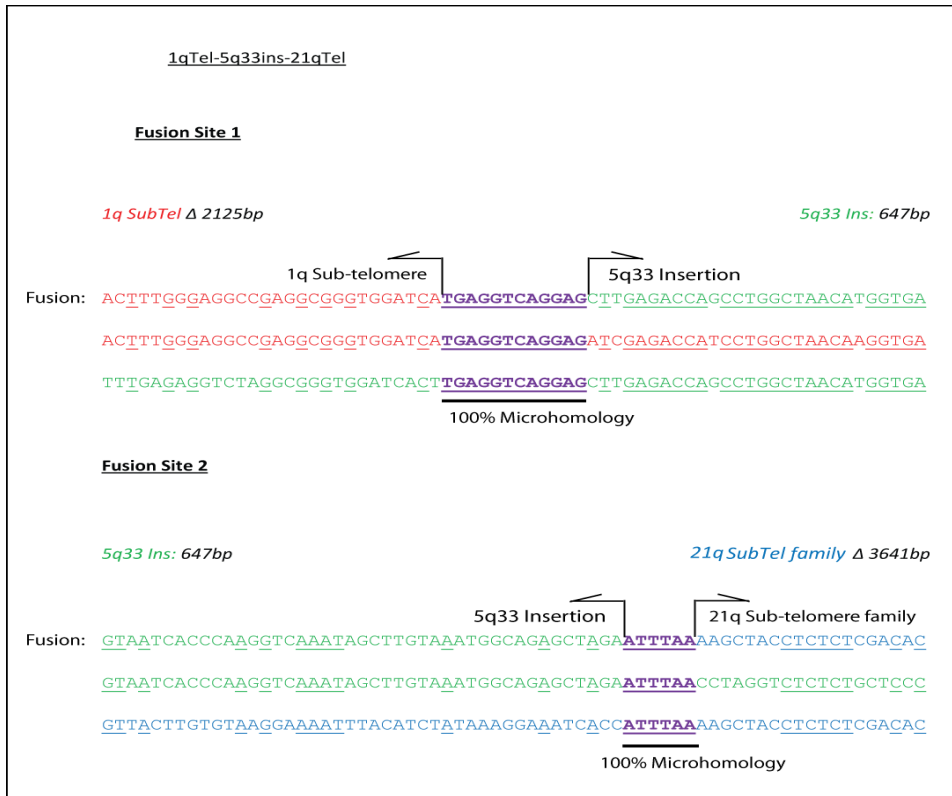 1qTel-5q33ins-21qTel
Fusion Site 1
1q SubTel Δ 2125bp 5q33 Ins: 647bp
1q Sub-telomere 5q33 Insertion
Fusion: ACTTTGGGAGGCCGAGGCGGGTGGATCATGAGGTCAGGAGCTTGAGACCAGCCTGGCTAACATGGTGA
ACTTTGGGAGGCCGAGGCGGGTGGATCATGAGGTCAGGAGATCGAGACCATCCTGGCTAACAAGGTGA
TTTGAGAGGTCTAGGCGGGTGGATCACTTGAGGTCAGGAGCTTGAGACCAGCCTGGCTAACATGGTGA
100% Microhomology
Fusion Site 2
5q33 Ins: 647bp 21q SubTel family Δ 3641bp
5q33 Insertion 21q Sub-telomere family
Fusion: GTAATCACCCAAGGTCAAATAGCTTGTAAATGGCAGAGCTAGAATTTAAAAGCTACCTCTCTCGACAC
GTAATCACCCAAGGTCAAATAGCTTGTAAATGGCAGAGCTAGAATTTAACCTAGGTCTCTCTGCTCCC
GTTACTTGTGTAAGGAAAATTTACATCTATAAAGGAAATCACCATTTAAAAGCTACCTCTCTCGACAC
100% Microhomology